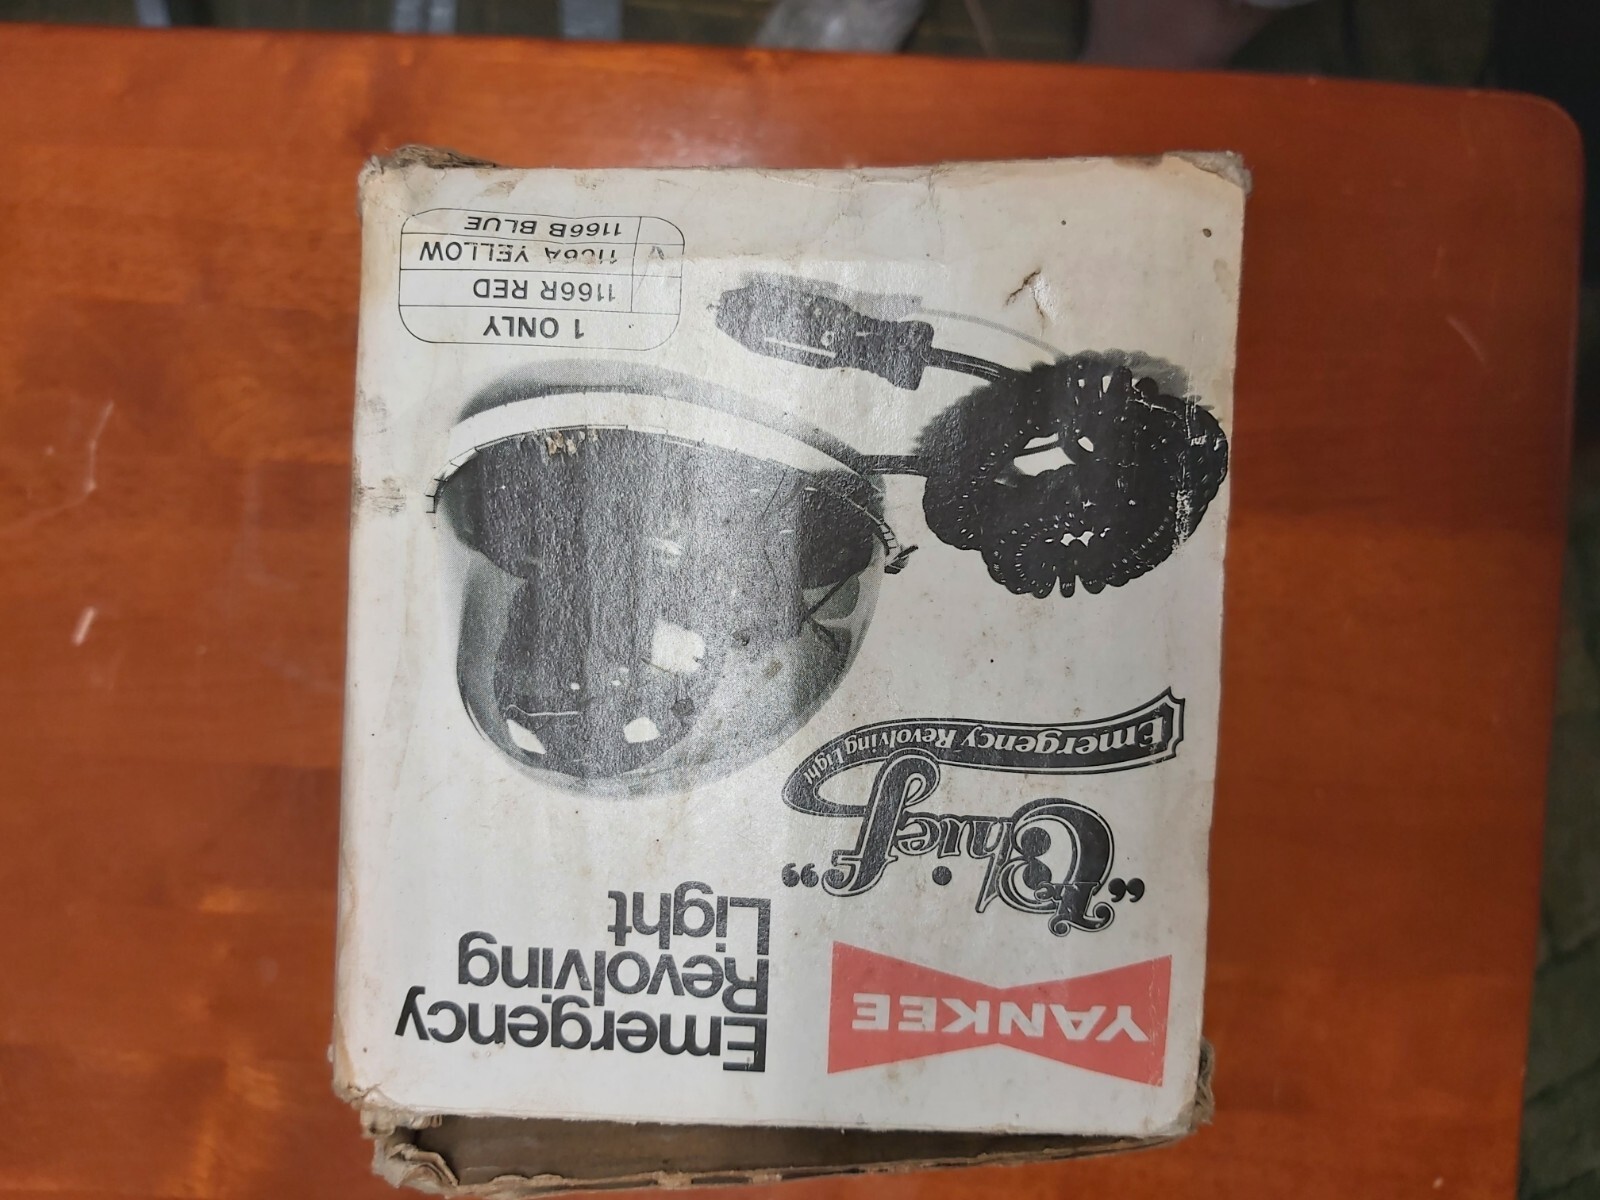 YANKEE
Emergency
Revolving
Light
“The Chief”
Emergency Revolving Light
1 ONLY
1166R RED
1166A YELLOW
1166B BLUE